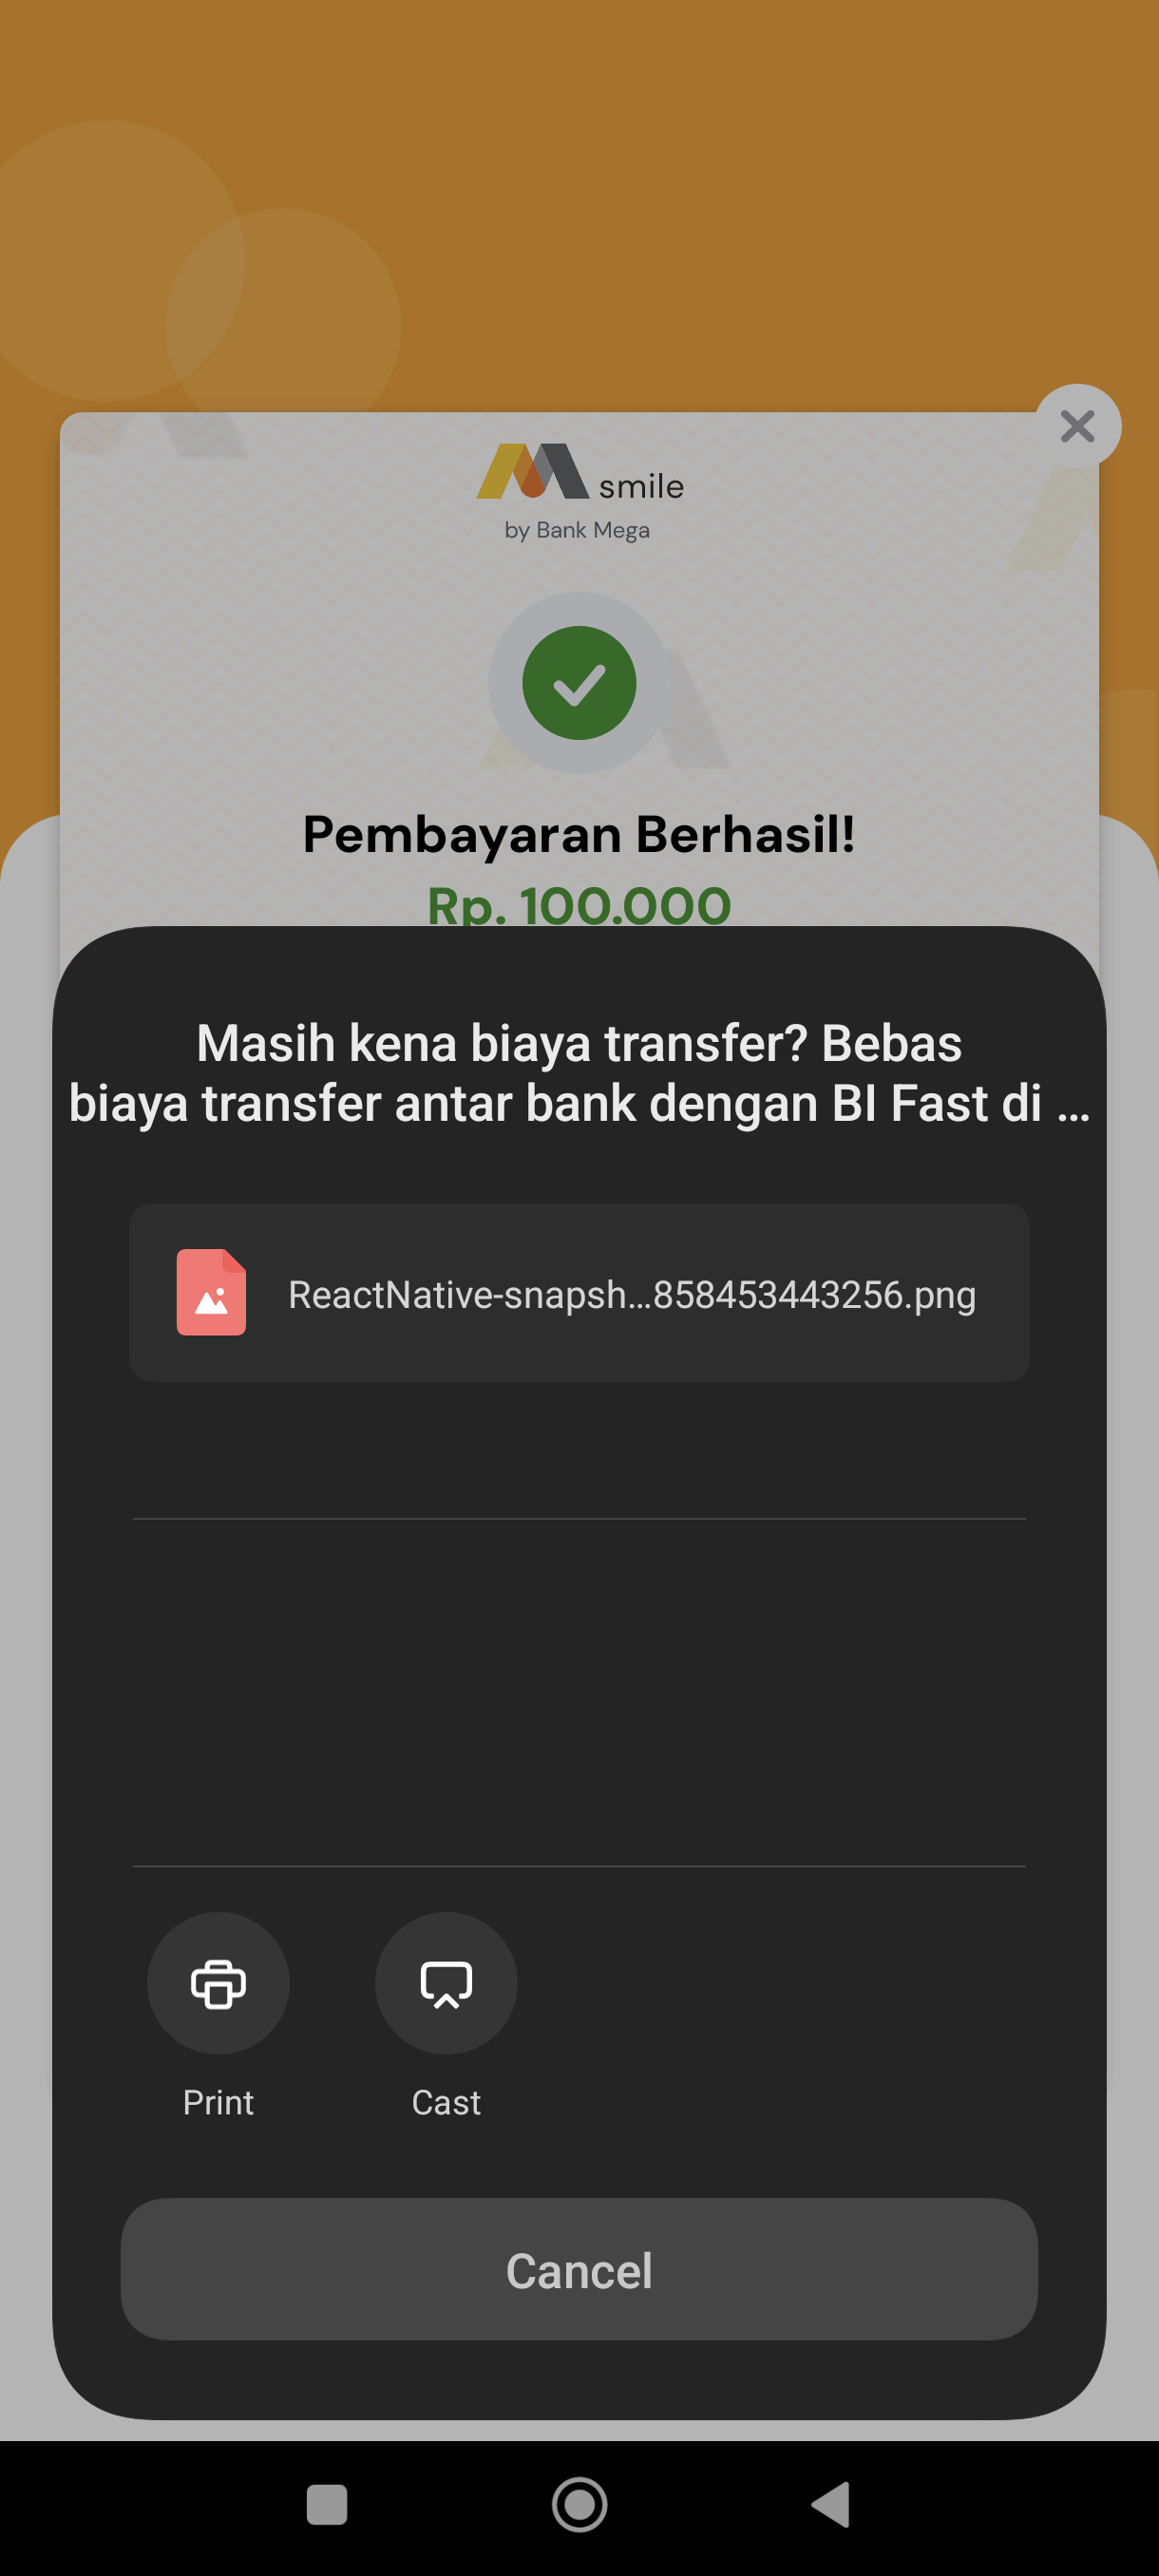 smile
by Bank Mega
Pembayaran Berhasil!
Rp. 100.000
Masih kena biaya transfer? Bebas
biaya transfer antar bank dengan BI Fast di ...
ReactNative-snapsh...858453443256.png
Print
Cast
Cancel